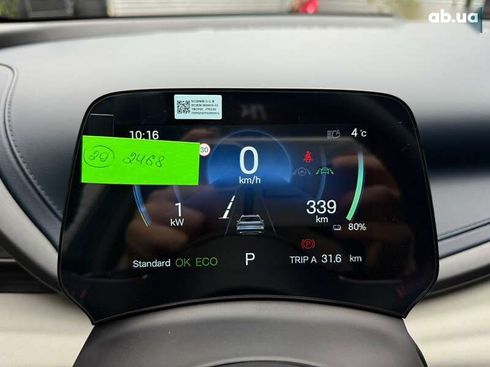 ab.ua
10:16
4 °C
20 2468
30
0
km/h
1
kW
339
km
80%
Standard OK ECO P TRIP A 31.6 km